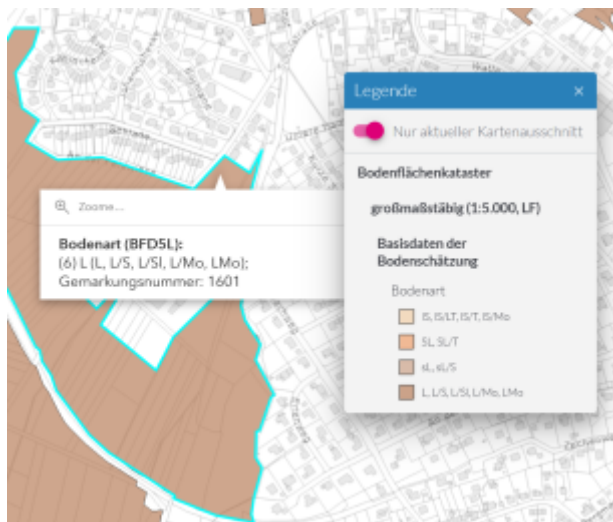 Legende ×
Nur aktueller Kartenausschnitt
Bodenflächenkataster
großmaßstäbig (1:5.000, LF)
Basisdaten der
Bodenschätzung
Bodenart
lS, lS/LT, lS/T, lS/Mo
SL, SL/T
sL, sL/S
L, L/S, L/Sl, L/Mo, LMo
Zoome...
Bodenart (BFD5L):
(6) L (L, L/S, L/Sl, L/Mo, LMo);
Gemarkungsnummer: 1601